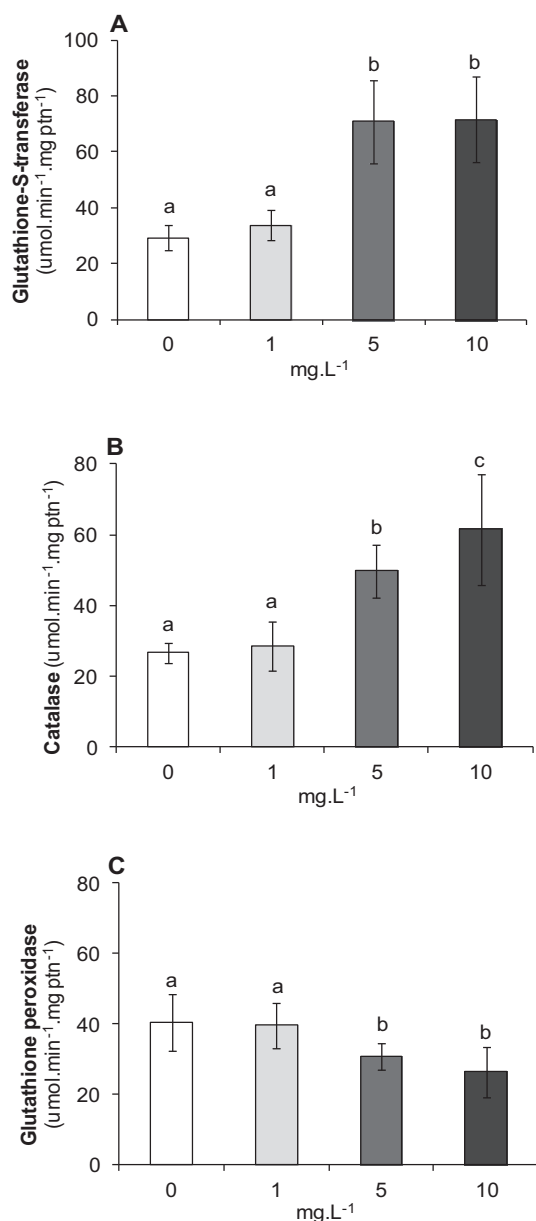 A
Glutathione-S-transferase
(umol.min⁻¹.mg ptn⁻¹)
100
80
60
40
20
0
a
a
b
b
0 1 5 10
mg.L⁻¹
B
Catalase (umol.min⁻¹.mg ptn⁻¹)
80
60
40
20
0
a
a
b
c
0 1 5 10
mg.L⁻¹
C
Glutathione peroxidase
(umol.min⁻¹.mg ptn⁻¹)
80
60
40
20
0
a
a
b
b
0 1 5 10
mg.L⁻¹